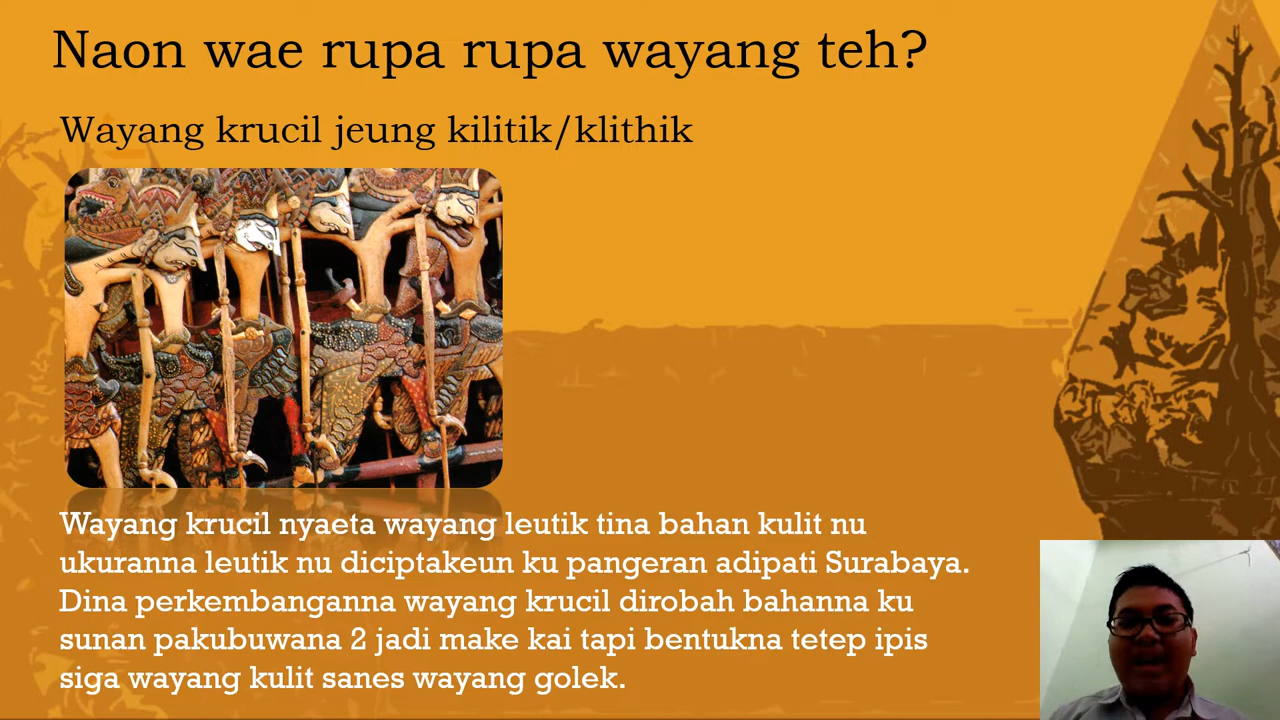 Naon wae rupa rupa wayang teh?
Wayang krucil jeung kilitik/klithik
Wayang krucil nyaeta wayang leutik tina bahan kulit nu
ukuranna leutik nu diciptakeun ku pangeran adipati Surabaya.
Dina perkembanganna wayang krucil dirobah bahanna ku
sunan pakubuwana 2 jadi make kai tapi bentukna tetep ipis
siga wayang kulit sanes wayang golek.